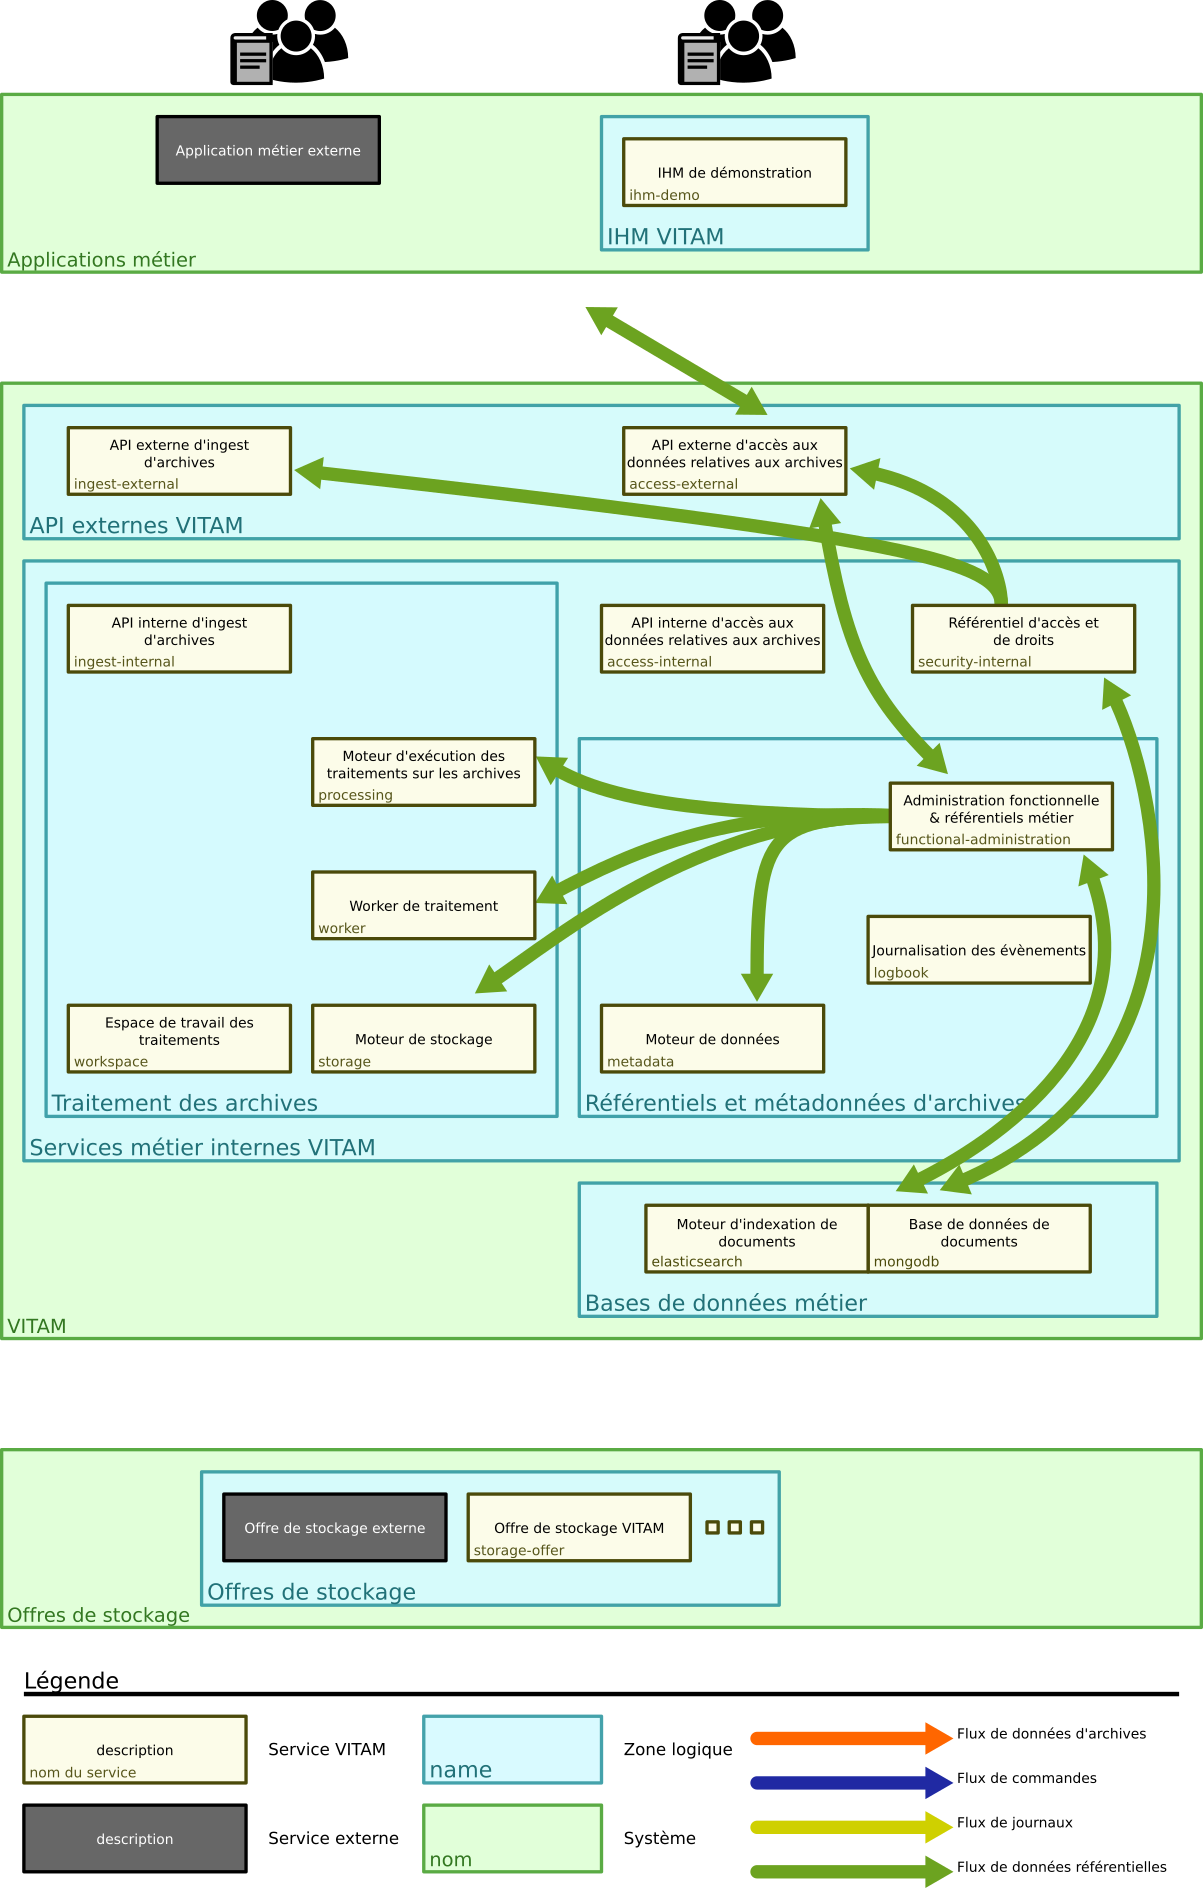 Application métier externe
IHM de démonstration
ihm-demo
IHM VITAM
Applications métier
API externe d'ingest
d'archives
ingest-external
API externe d'accès aux
données relatives aux archives
access-external
API externes VITAM
API interne d'ingest
d'archives
ingest-internal
API interne d'accès aux
données relatives aux archives
access-internal
Référentiel d'accès et
de droits
security-internal
Moteur d'exécution des
traitements sur les archives
processing
Administration fonctionnelle
& référentiels métier
functional-administration
Worker de traitement
worker
Journalisation des évènements
logbook
Espace de travail des
traitements
workspace
Moteur de stockage
storage
Moteur de données
metadata
Traitement des archives
Référentiels et métadonnées d'archives
Services métier internes VITAM
Moteur d'indexation de
documents
elasticsearch
Base de données de
documents
mongodb
Bases de données métier
VITAM
Offre de stockage externe
Offre de stockage VITAM
storage-offer
Offres de stockage
Offres de stockage
Légende
description
nom du service
Service VITAM
name
Zone logique
Flux de données d'archives
Flux de commandes
description
Service externe
nom
Système
Flux de journaux
Flux de données référentielles